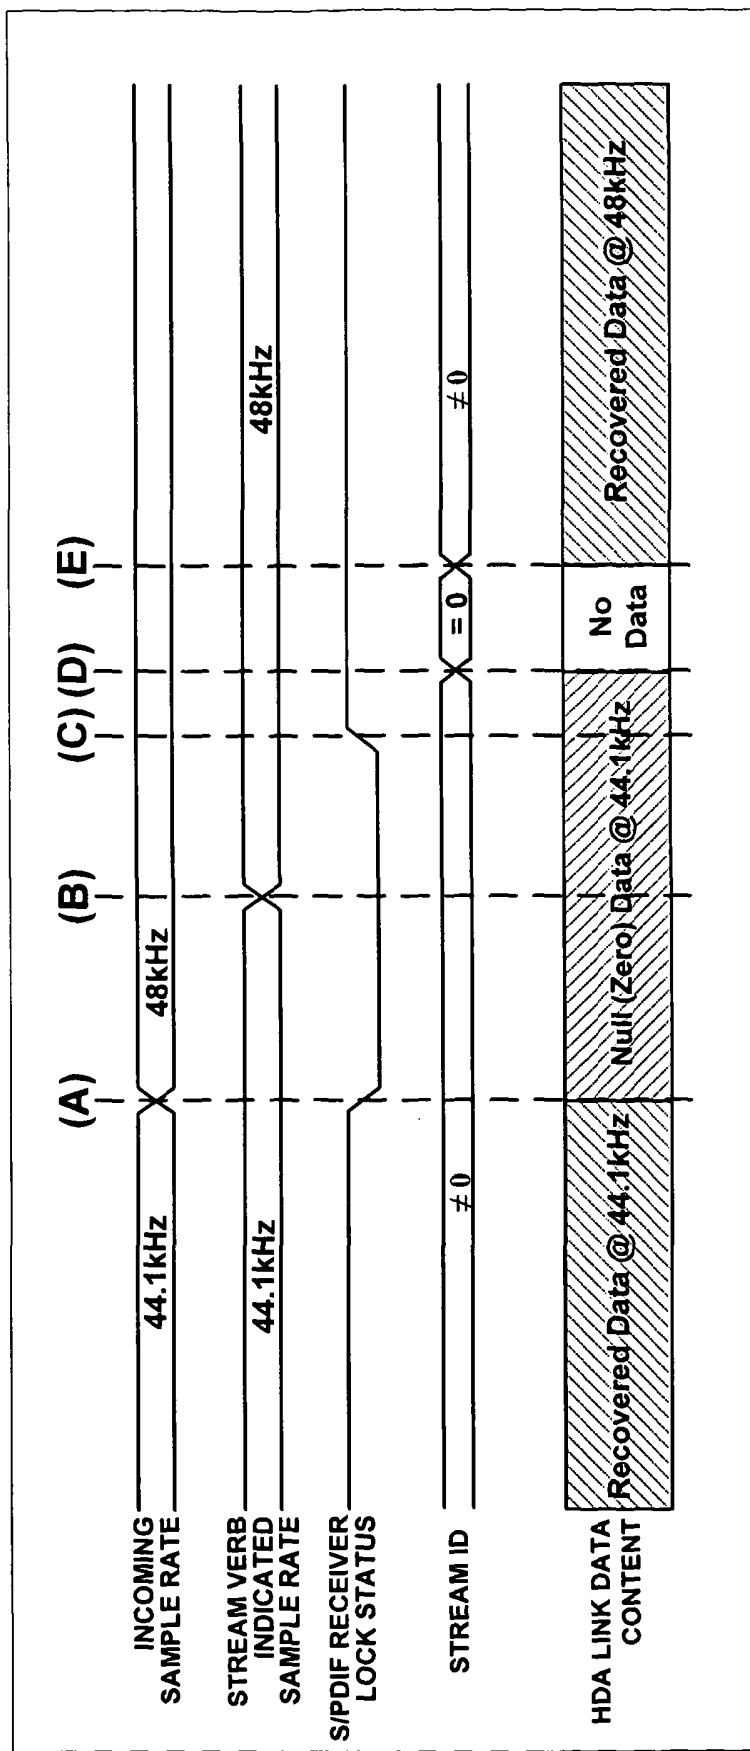 (A) (B) (C) (D) (E)
INCOMING
SAMPLE RATE
44.1kHz 48kHz
STREAM VERB
INDICATED
SAMPLE RATE
44.1kHz 48kHz
S/PDIF RECEIVER
LOCK STATUS
STREAM ID
≠ 0 = 0 ≠ 0
HDA LINK DATA
CONTENT
Recovered Data @ 44.1kHz
Null (Zero) Data @ 44.1kHz
No
Data
Recovered Data @ 48kHz